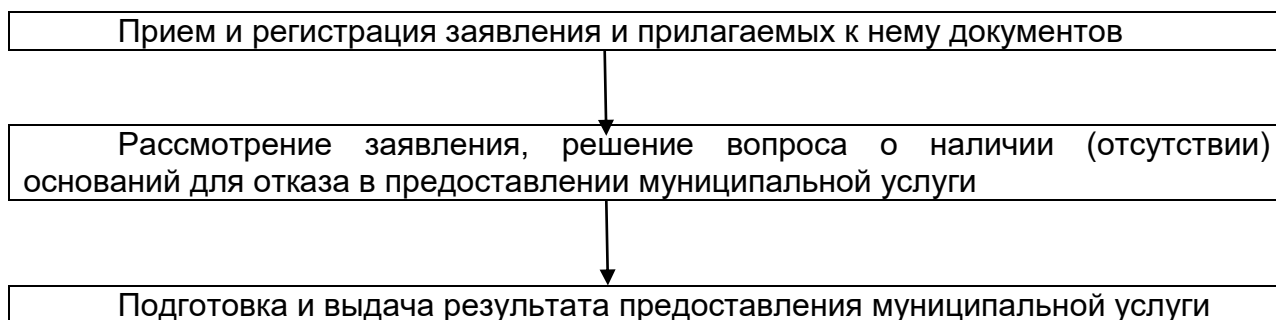 Прием и регистрация заявления и прилагаемых к нему документов
Рассмотрение заявления, решение вопроса о наличии (отсутствии)
оснований для отказа в предоставлении муниципальной услуги
Подготовка и выдача результата предоставления муниципальной услуги